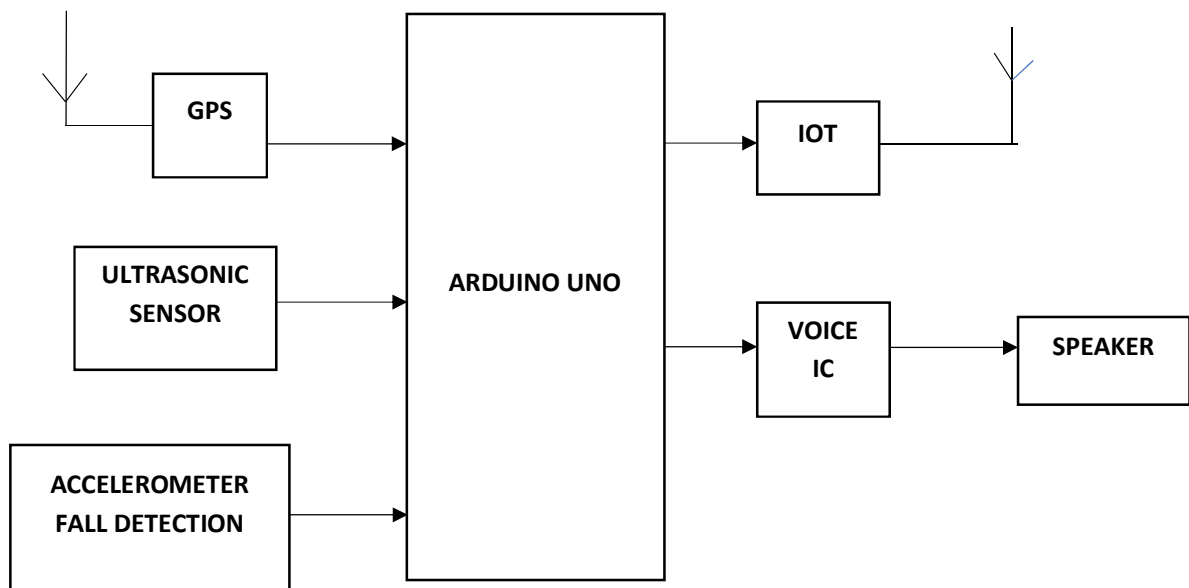 GPS
IOT
ULTRASONIC
SENSOR
ARDUINO UNO
VOICE
IC
SPEAKER
ACCELEROMETER
FALL DETECTION